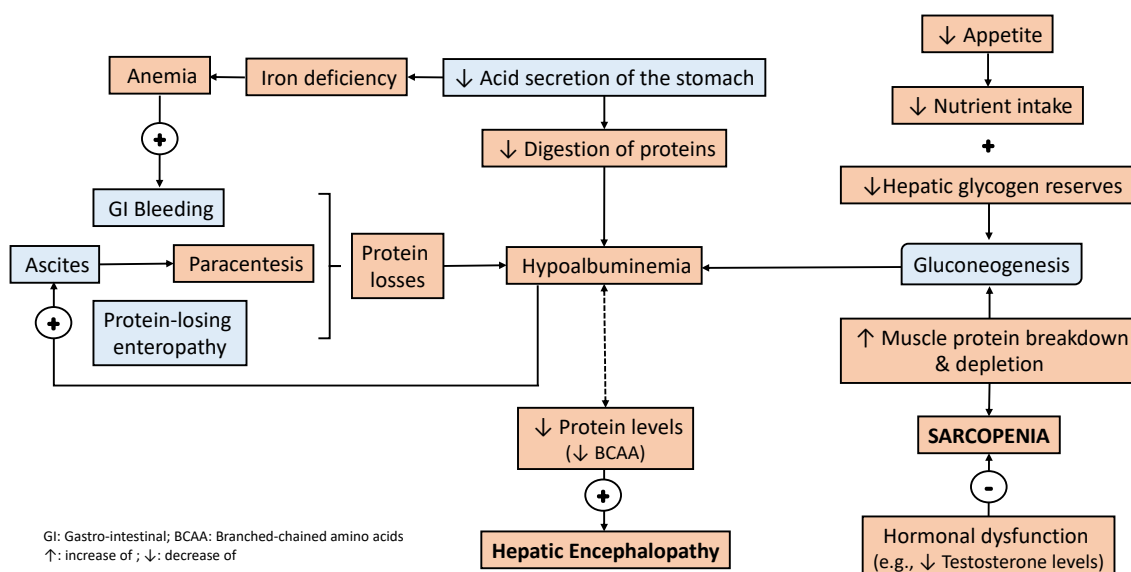 ↓ Appetite
Anemia
Iron deficiency
↓ Acid secretion of the stomach
↓ Nutrient intake
+
↓ Digestion of proteins
+
↓Hepatic glycogen reserves
GI Bleeding
Ascites
Paracentesis
Protein
losses
Hypoalbuminemia
Gluconeogenesis
+
Protein-losing
enteropathy
↑ Muscle protein breakdown
& depletion
↓ Protein levels
(↓ BCAA)
SARCOPENIA
+
-
Hepatic Encephalopathy
Hormonal dysfunction
(e.g., ↓ Testosterone levels)
GI: Gastro-intestinal; BCAA: Branched-chained amino acids
↑: increase of ; ↓: decrease of